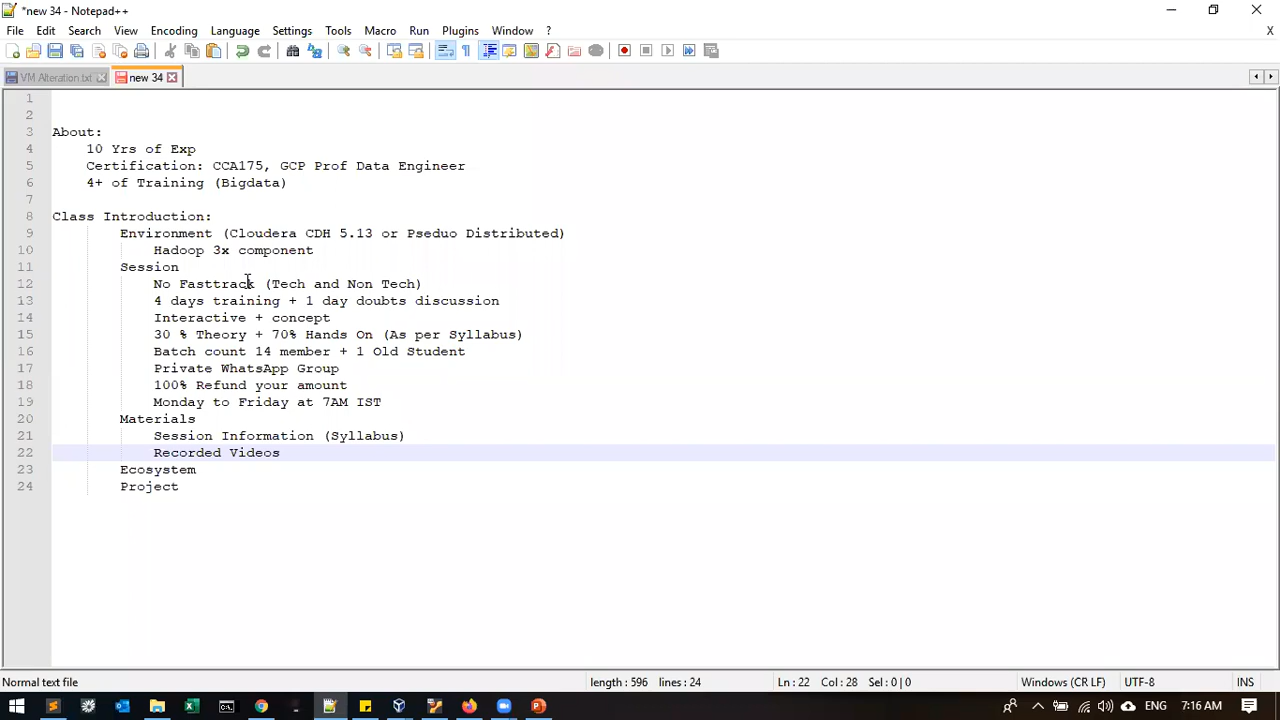 *new 34 - Notepad++
File Edit Search View Encoding Language Settings Tools Macro Run Plugins Window ? X
VM Alteration.txt new 34
1
2
3 About:
4 10 Yrs of Exp
5 Certification: CCA175, GCP Prof Data Engineer
6 4+ of Training (Bigdata)
7
8 Class Introduction:
9 Environment (Cloudera CDH 5.13 or Pseduo Distributed)
10 Hadoop 3x component
11 Session
12 No Fasttrack (Tech and Non Tech)
13 4 days training + 1 day doubts discussion
14 Interactive + concept
15 30 % Theory + 70% Hands On (As per Syllabus)
16 Batch count 14 member + 1 Old Student
17 Private WhatsApp Group
18 100% Refund your amount
19 Monday to Friday at 7AM IST
20 Materials
21 Session Information (Syllabus)
22 Recorded Videos
23 Ecosystem
24 Project
Normal text file length : 596 lines : 24 Ln : 22 Col : 28 Sel : 0 | 0 Windows (CR LF) UTF-8 INS
ENG 7:16 AM